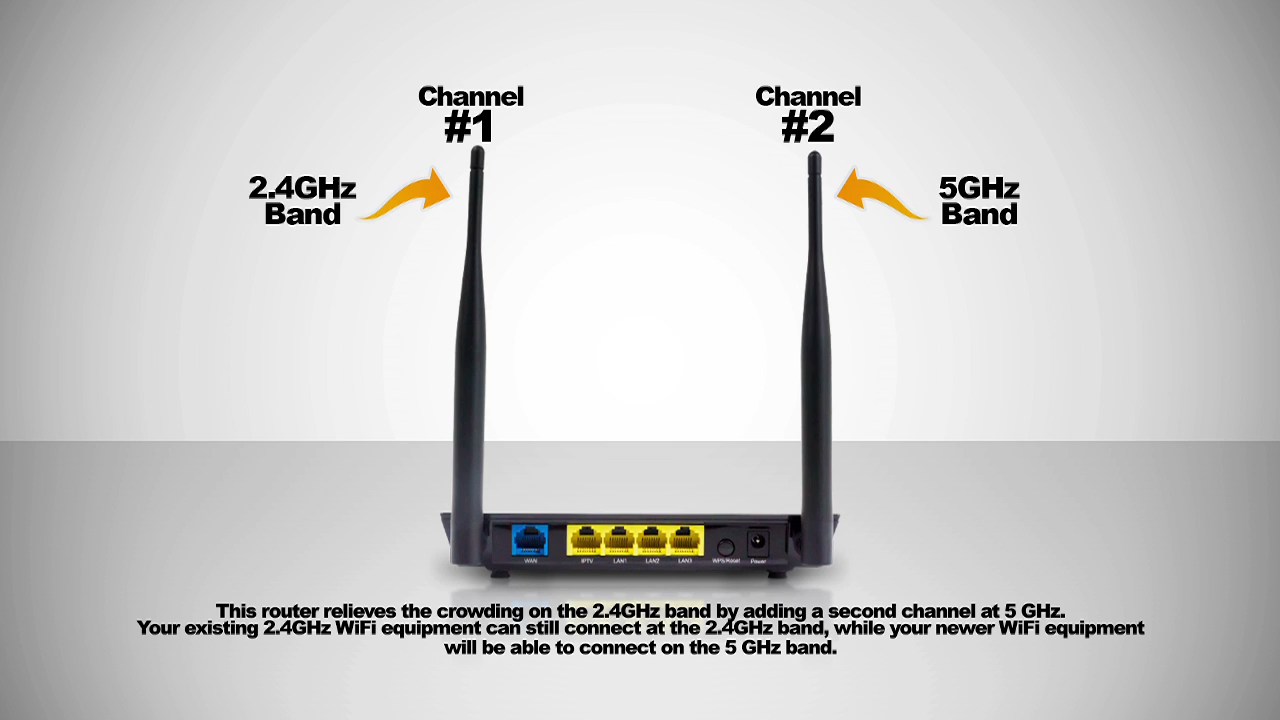 Channel
#1
Channel
#2
2.4GHz
Band
5GHz
Band
WAN
IPTV
LAN1
LAN2
LAN3
WPS/Reset
Power
This router relieves the crowding on the 2.4GHz band by adding a second channel at 5 GHz.
Your existing 2.4GHz WiFi equipment can still connect at the 2.4GHz band, while your newer WiFi equipment
will be able to connect on the 5 GHz band.